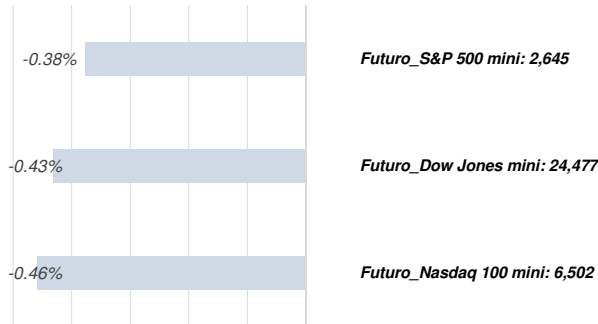 -0.38% Futuro_S&P 500 mini: 2,645
-0.43% Futuro_Dow Jones mini: 24,477
-0.46% Futuro_Nasdaq 100 mini: 6,502